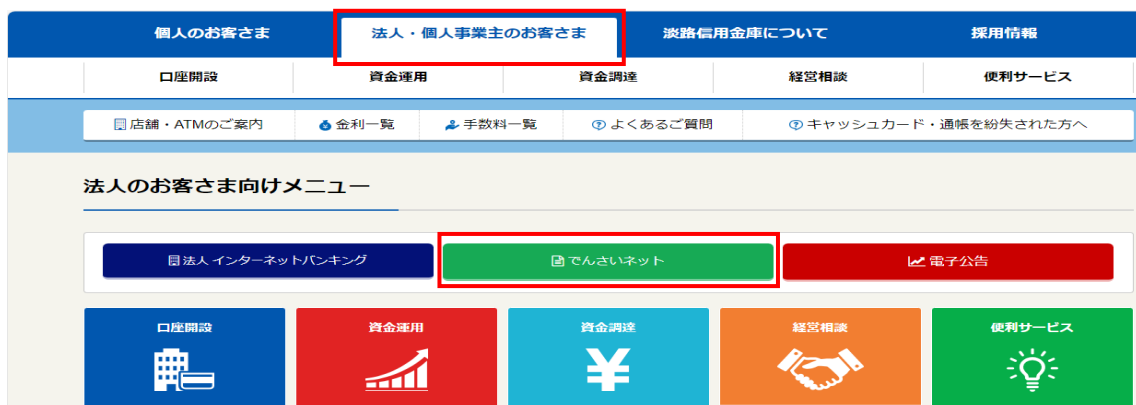 個人のお客さま 法人・個人事業主のお客さま 淡路信用金庫について 採用情報
口座開設 資金運用 資金調達 経営相談 便利サービス
店舗・ATMのご案内 金利一覧 手数料一覧 よくあるご質問 キャッシュカード・通帳を紛失された方へ
法人のお客さま向けメニュー
法人 インターネットバンキング でんさいネット 電子公告
口座開設 資金運用 資金調達 経営相談 便利サービス